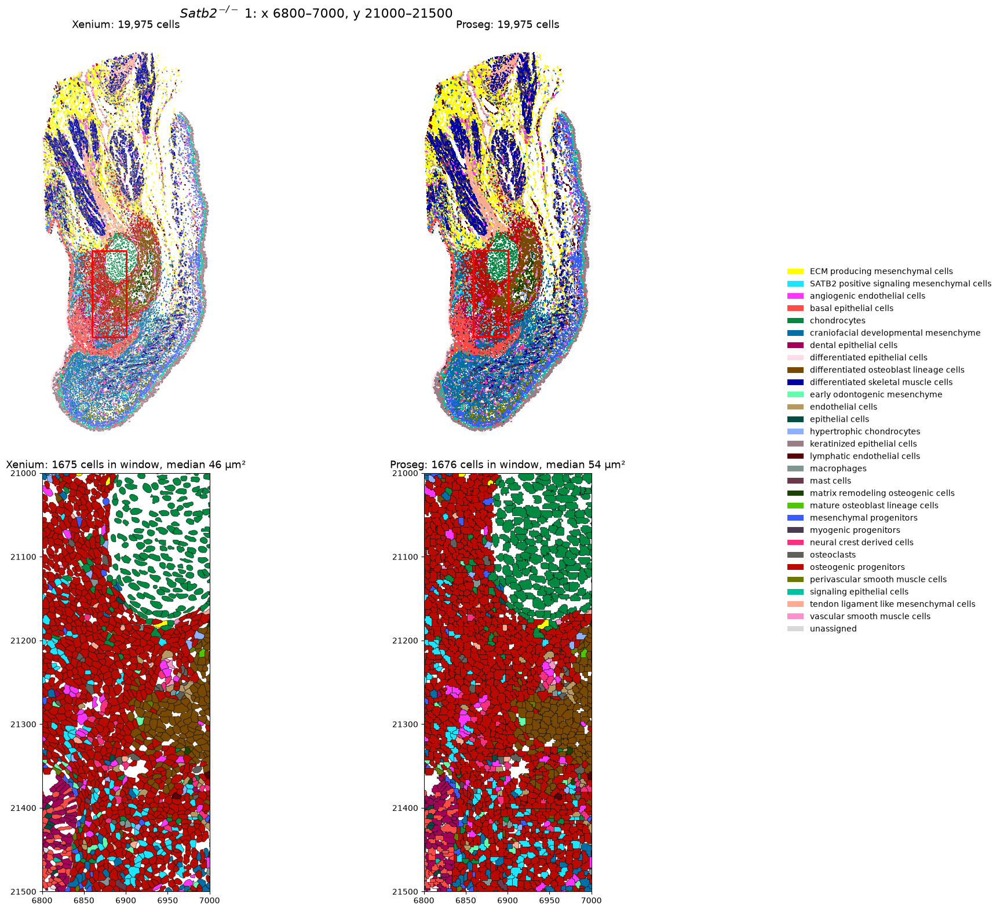 Satb2−/− 1: x 6800–7000, y 21000–21500
Xenium: 19,975 cells
Proseg: 19,975 cells
ECM producing mesenchymal cells
SATB2 positive signaling mesenchymal cells
angiogenic endothelial cells
basal epithelial cells
chondrocytes
craniofacial developmental mesenchyme
dental epithelial cells
differentiated epithelial cells
differentiated osteoblast lineage cells
differentiated skeletal muscle cells
early odontogenic mesenchyme
endothelial cells
epithelial cells
hypertrophic chondrocytes
keratinized epithelial cells
lymphatic endothelial cells
macrophages
mast cells
matrix remodeling osteogenic cells
mature osteoblast lineage cells
mesenchymal progenitors
myogenic progenitors
neural crest derived cells
osteoclasts
osteogenic progenitors
perivascular smooth muscle cells
signaling epithelial cells
tendon ligament like mesenchymal cells
vascular smooth muscle cells
unassigned
Xenium: 1675 cells in window, median 46 µm²
21000
21100
21200
21300
21400
21500
6800 6850 6900 6950 7000
Proseg: 1676 cells in window, median 54 µm²
21000
21100
21200
21300
21400
21500
6800 6850 6900 6950 7000